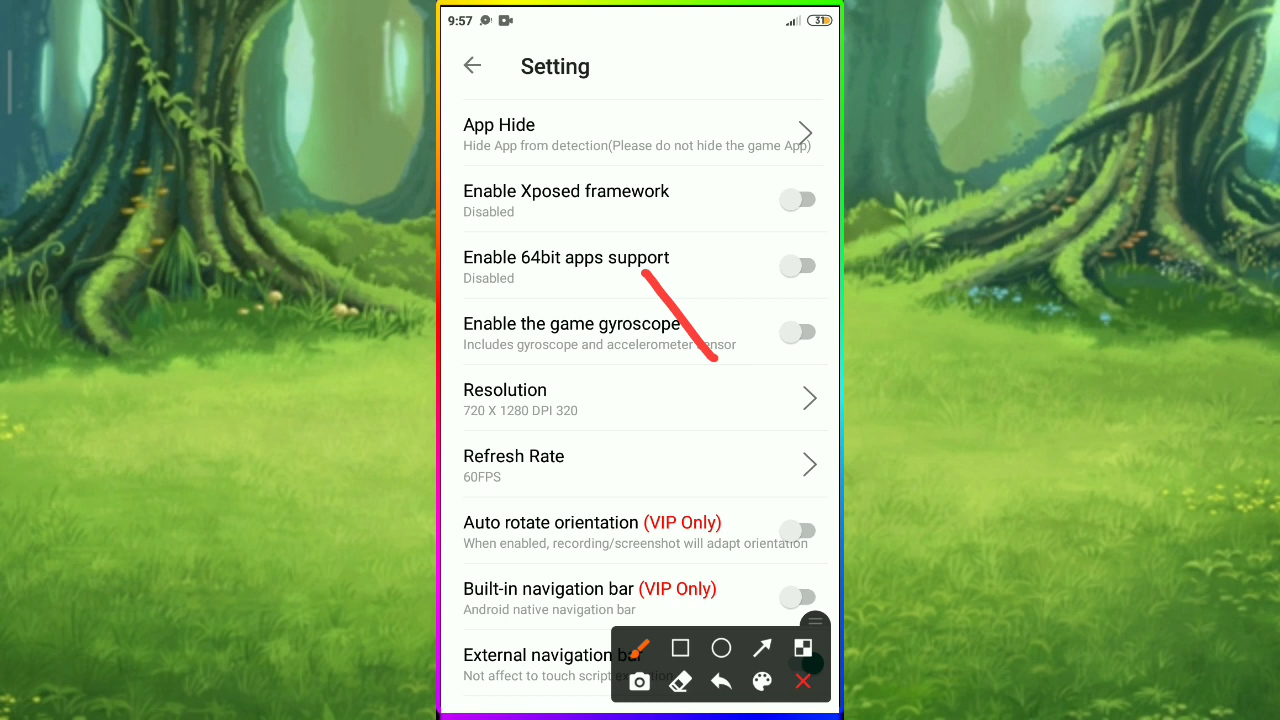 9:57
31
Setting
App Hide
Hide App from detection(Please do not hide the game App)
Enable Xposed framework
Disabled
Enable 64bit apps support
Disabled
Enable the game gyroscope
Includes gyroscope and accelerometer sensor
Resolution
720 X 1280 DPI 320
Refresh Rate
60FPS
Auto rotate orientation (VIP Only)
When enabled, recording/screenshot will adapt orientation
Built-in navigation bar (VIP Only)
Android native navigation bar
External navigation bar
Not affect to touch script